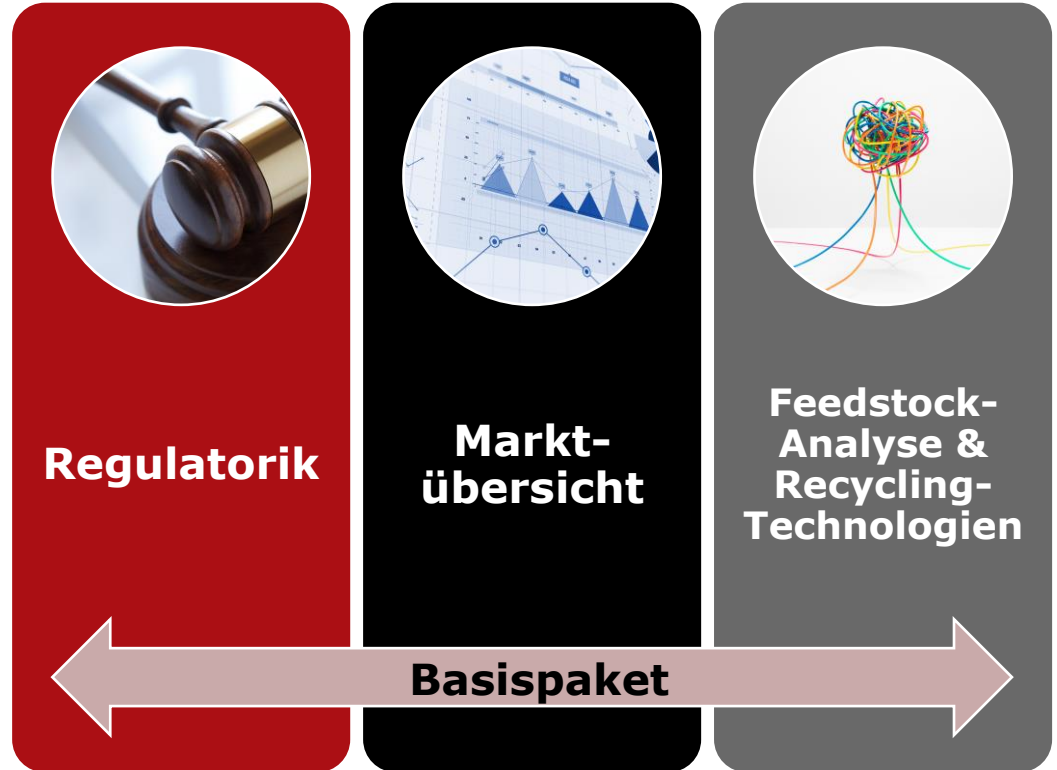 Regulatorik
Markt-
übersicht
Feedstock-
Analyse &
Recycling-
Technologien
Basispaket